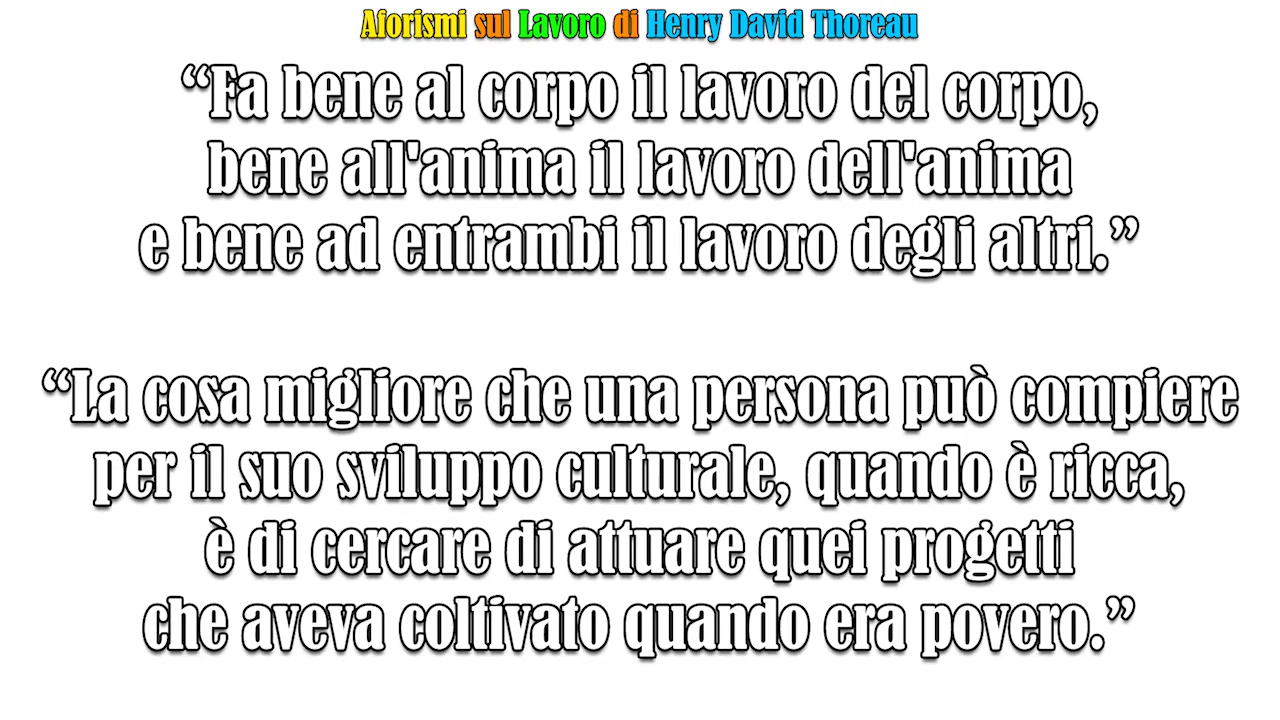 Aforismi sul Lavoro di Henry David Thoreau
“Fa bene al corpo il lavoro del corpo,
bene all'anima il lavoro dell'anima
e bene ad entrambi il lavoro degli altri.”
“La cosa migliore che una persona può compiere
per il suo sviluppo culturale, quando è ricca,
è di cercare di attuare quei progetti
che aveva coltivato quando era povero.”